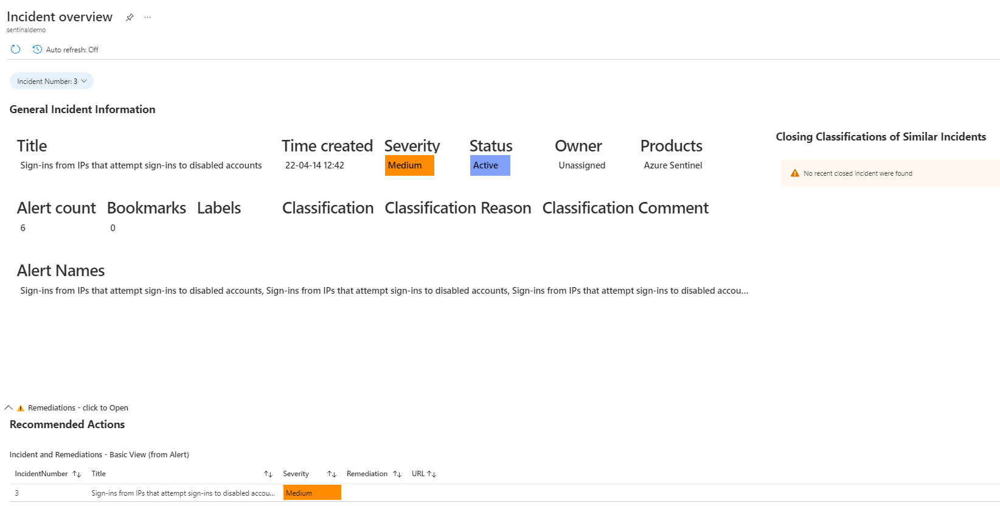 Incident overview
sentinaldemo
Auto refresh: Off
Incident Number: 3
General Incident Information
Closing Classifications of Similar Incidents
Title Time created Severity Status Owner Products
Sign-ins from IPs that attempt sign-ins to disabled accounts 22-04-14 12:42 Medium Active Unassigned Azure Sentinel
No recent closed incident were found
Alert count Bookmarks Labels Classification Classification Reason Classification Comment
6 0
Alert Names
Sign-ins from IPs that attempt sign-ins to disabled accounts, Sign-ins from IPs that attempt sign-ins to disabled accounts, Sign-ins from IPs that attempt sign-ins to disabled accou...
Remediations - click to Open
Recommended Actions
Incident and Remediations - Basic View (from Alert)
IncidentNumber Title Severity Remediation URL
3 Sign-ins from IPs that attempt sign-ins to disabled accou... Medium